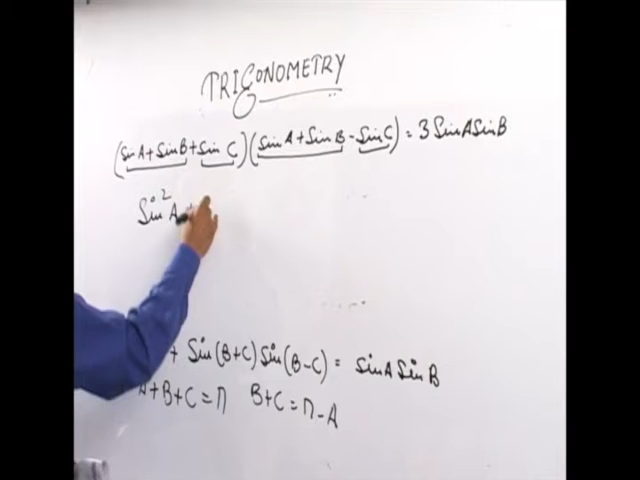 TRIGONOMETRY
(sin A + sin B + sin C)(sin A + sin B - sin C) = 3 sin A sin B
Sin² A +
+ Sin(B+C) Sin(B-C) = sin A sin B
A+B+C = π B+C = π - A